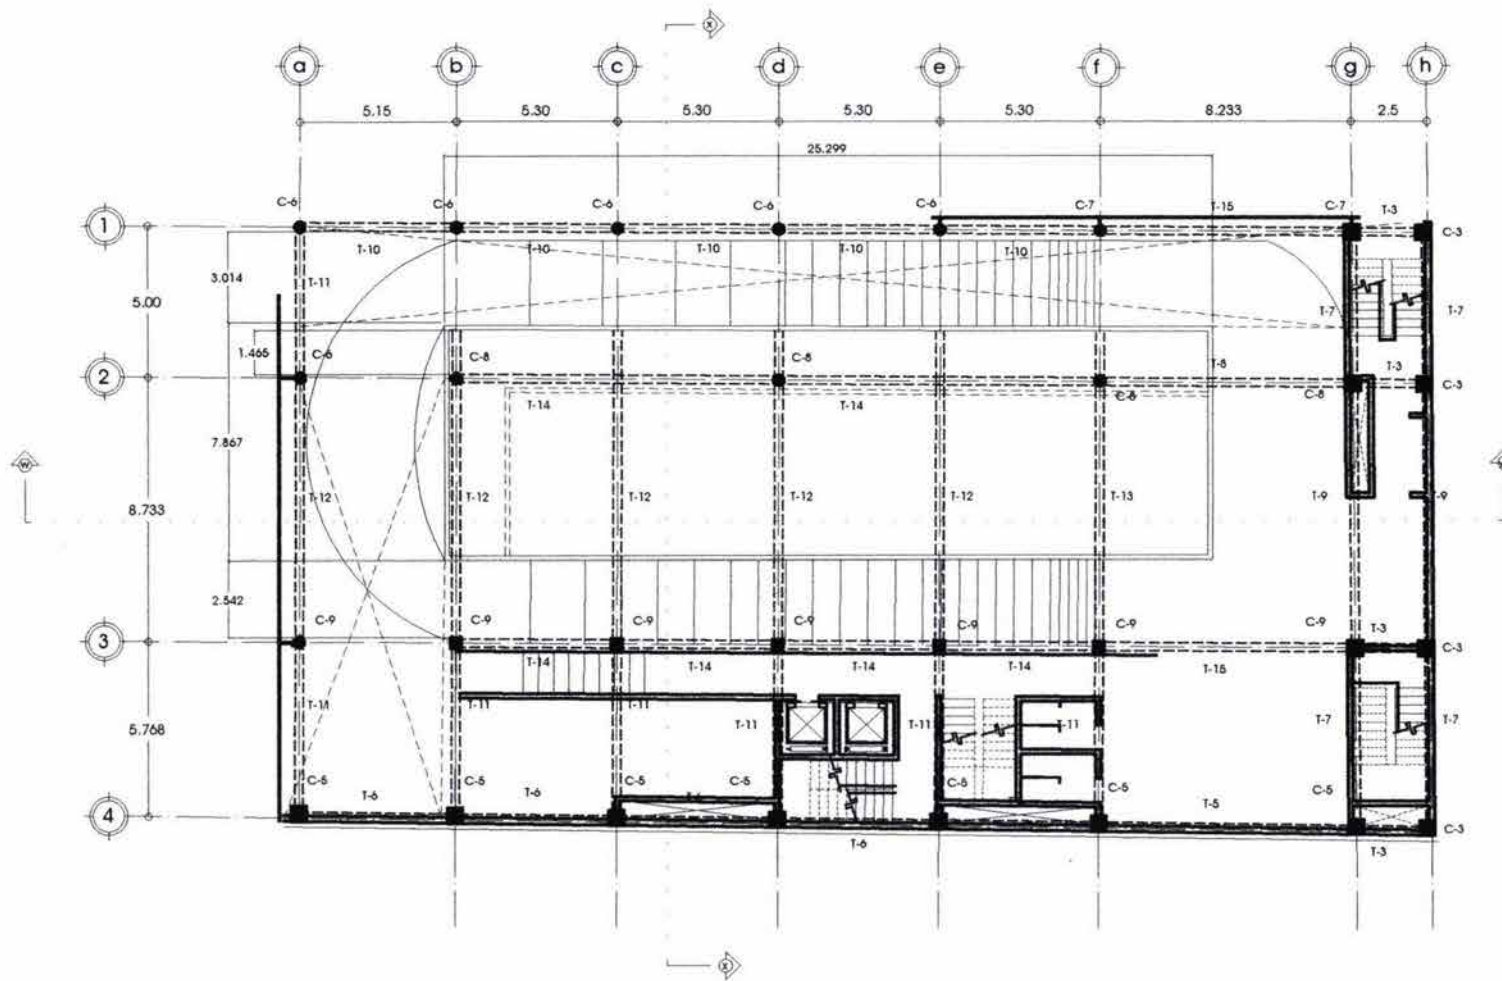 x
a b c d e f g h
5.15 5.30 5.30 5.30 5.30 8.233 2.5
25.299
C-6 C-6 C-6 C-6 C-6 C-7 T-15 C-7 T-3
1 C-3
T-10 T-10 T-10 T-10 T-10
3.014 T-11
5.00 T-7 T-7
1.465 C-6 C-8 C-8 T-8 T-3
2 C-3
C-8 C-8
T-14 T-14
7.867
w
T-12 T-12 T-12 T-12 T-13 T-9 T-9
8.733
2.542
C-9 C-9 C-9 C-9 C-9 C-9 C-9 T-3
3 C-3
T-14 T-14 T-14 T-14 T-15
T-11 T-11 T-11 T-11 T-11 T-11 T-7 T-7
5.768
C-5 C-5 C-5 C-5 C-5 C-5 C-5
T-6 T-6 T-5
4 C-3
T-6 T-3
x